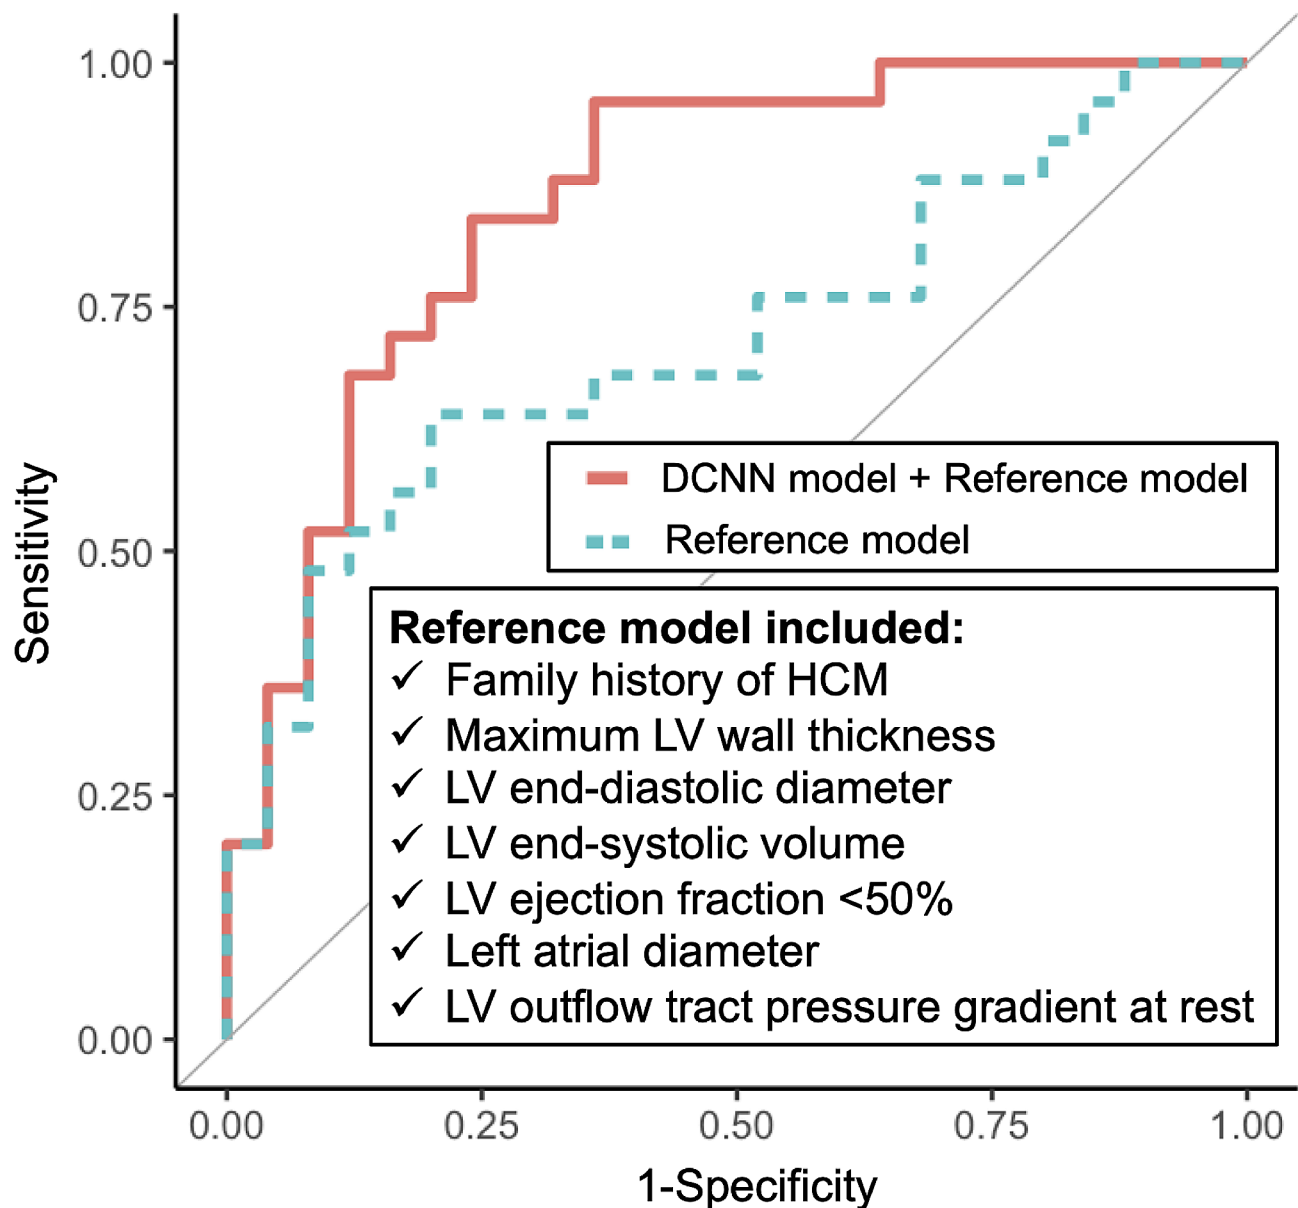 1.00
0.75
0.50
0.25
0.00
Sensitivity
DCNN model + Reference model
Reference model
Reference model included:
✓ Family history of HCM
✓ Maximum LV wall thickness
✓ LV end-diastolic diameter
✓ LV end-systolic volume
✓ LV ejection fraction <50%
✓ Left atrial diameter
✓ LV outflow tract pressure gradient at rest
0.00 0.25 0.50 0.75 1.00
1-Specificity